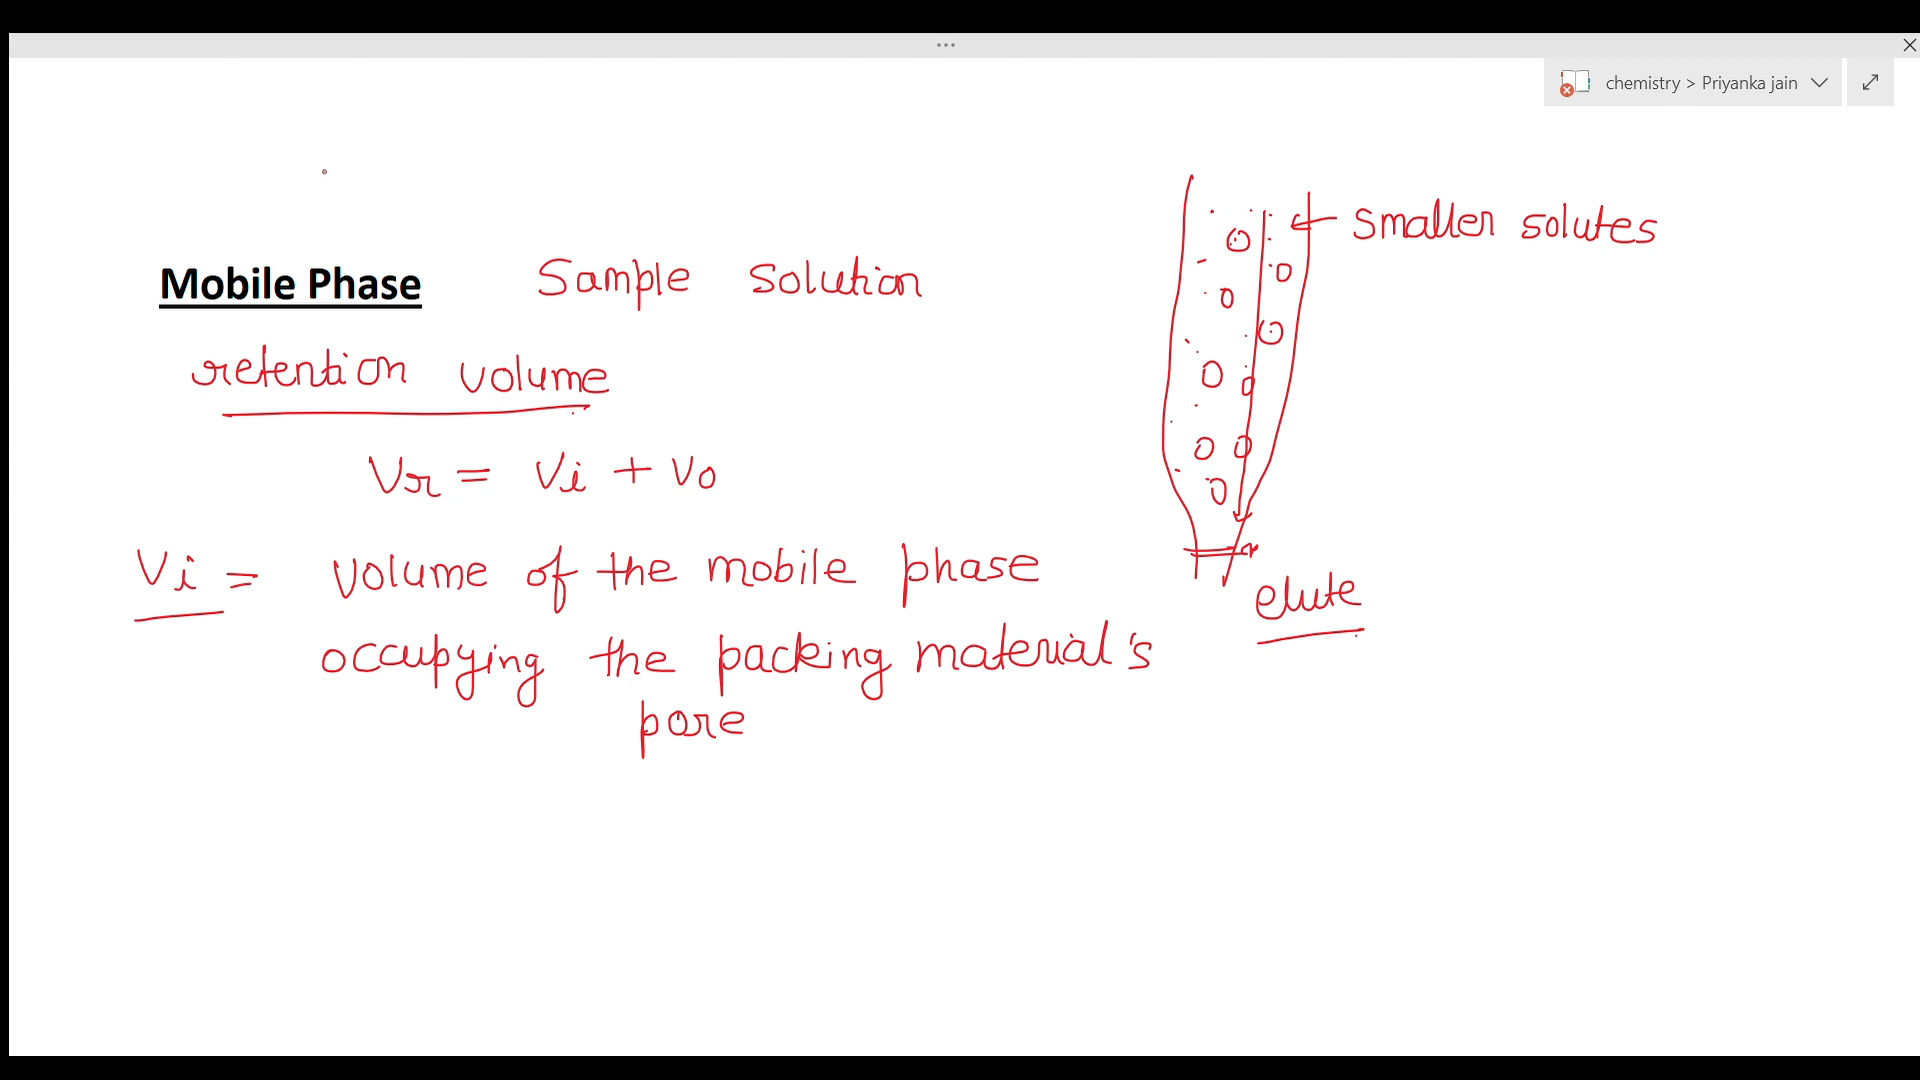 chemistry > Priyanka jain
smaller solutes
Mobile Phase Sample Solution
retention volume
Vr = Vi + Vo
Vi = Volume of the mobile phase
elute
occupying the packing material's
pore